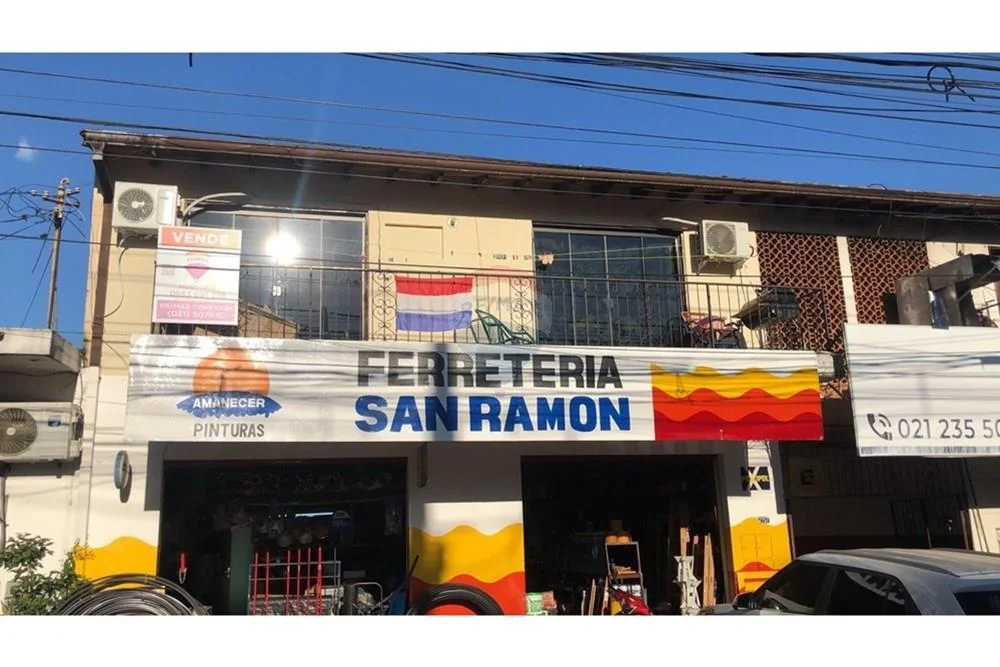 VENDE
(021) 507010
FERRETERIA
SAN RAMON
AMANECER
PINTURAS
021 235 50